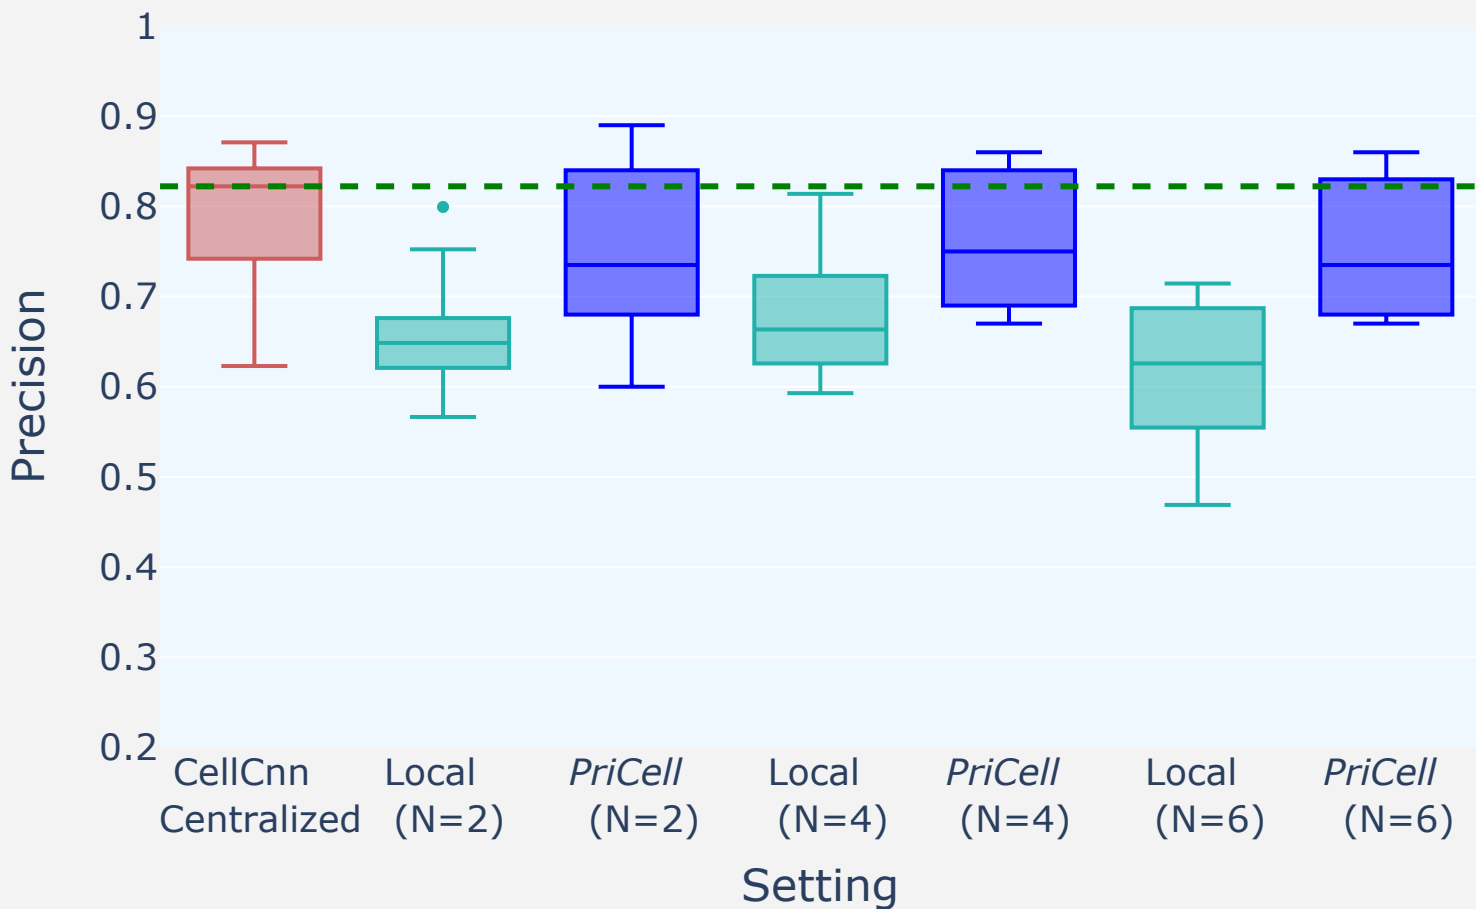 1
0.9
0.8
0.7
0.6
0.5
0.4
0.3
0.2
Precision
CellCnn
Centralized
Local
(N=2)
PriCell
(N=2)
Local
(N=4)
PriCell
(N=4)
Local
(N=6)
PriCell
(N=6)
Setting